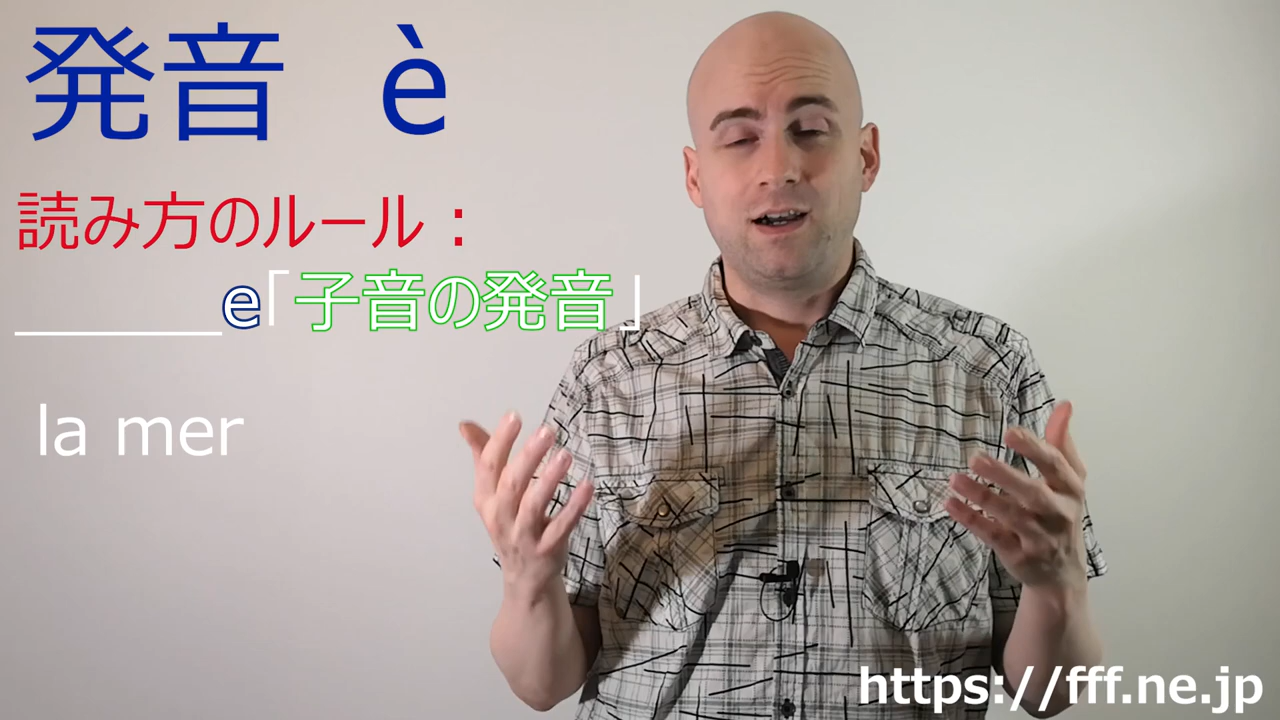 発音 è
読み方のルール：
______e「子音の発音」
la mer
https://fff.ne.jp